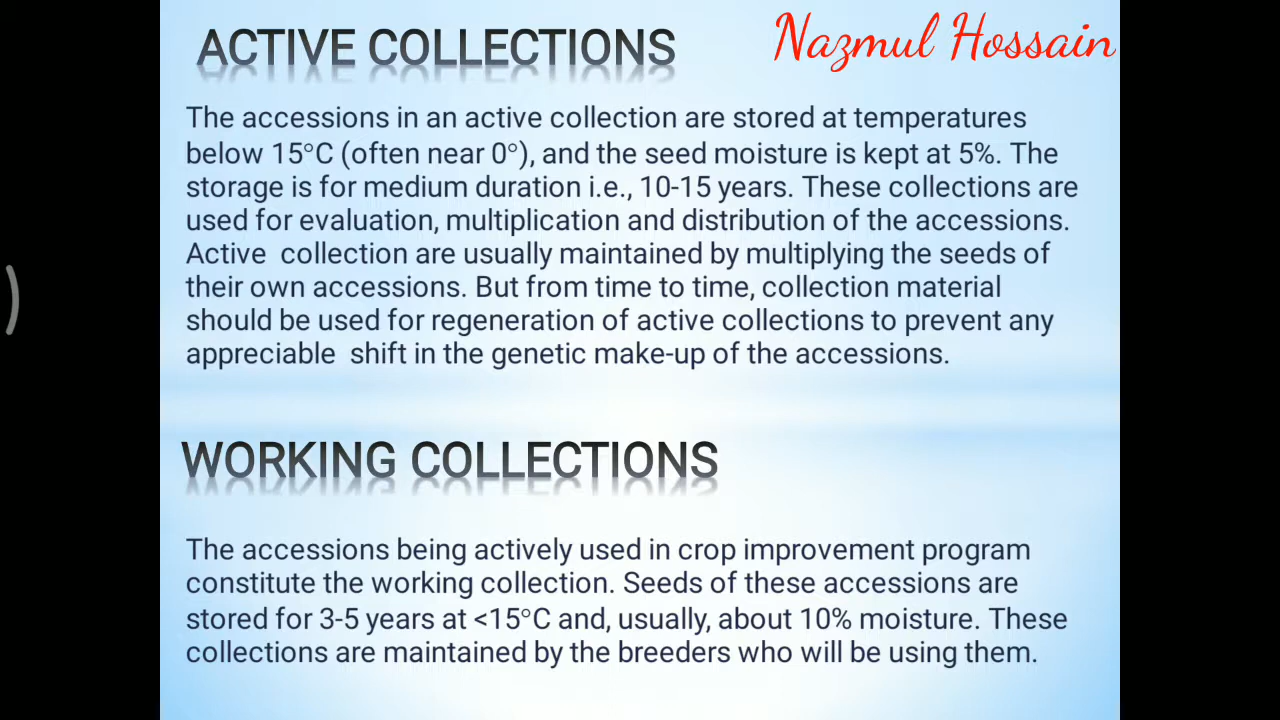 ACTIVE COLLECTIONS
Nazmul Hossain
The accessions in an active collection are stored at temperatures
below 15°C (often near 0°), and the seed moisture is kept at 5%. The
storage is for medium duration i.e., 10-15 years. These collections are
used for evaluation, multiplication and distribution of the accessions.
Active  collection are usually maintained by multiplying the seeds of
their own accessions. But from time to time, collection material
should be used for regeneration of active collections to prevent any
appreciable  shift in the genetic make-up of the accessions.
WORKING COLLECTIONS
The accessions being actively used in crop improvement program
constitute the working collection. Seeds of these accessions are
stored for 3-5 years at <15°C and, usually, about 10% moisture. These
collections are maintained by the breeders who will be using them.